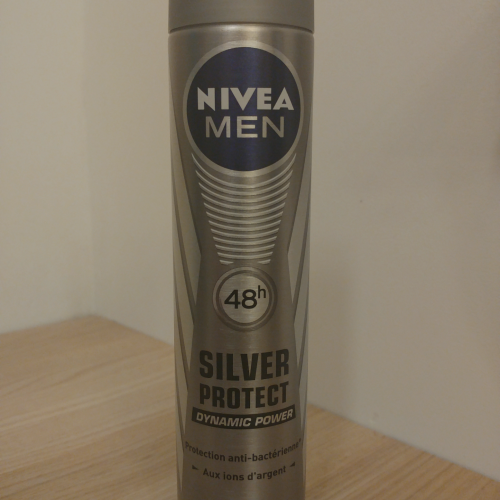 NIVEA
MEN
48h
SILVER
PROTECT
DYNAMIC POWER
Protection anti-bactérienne*
Aux ions d'argent